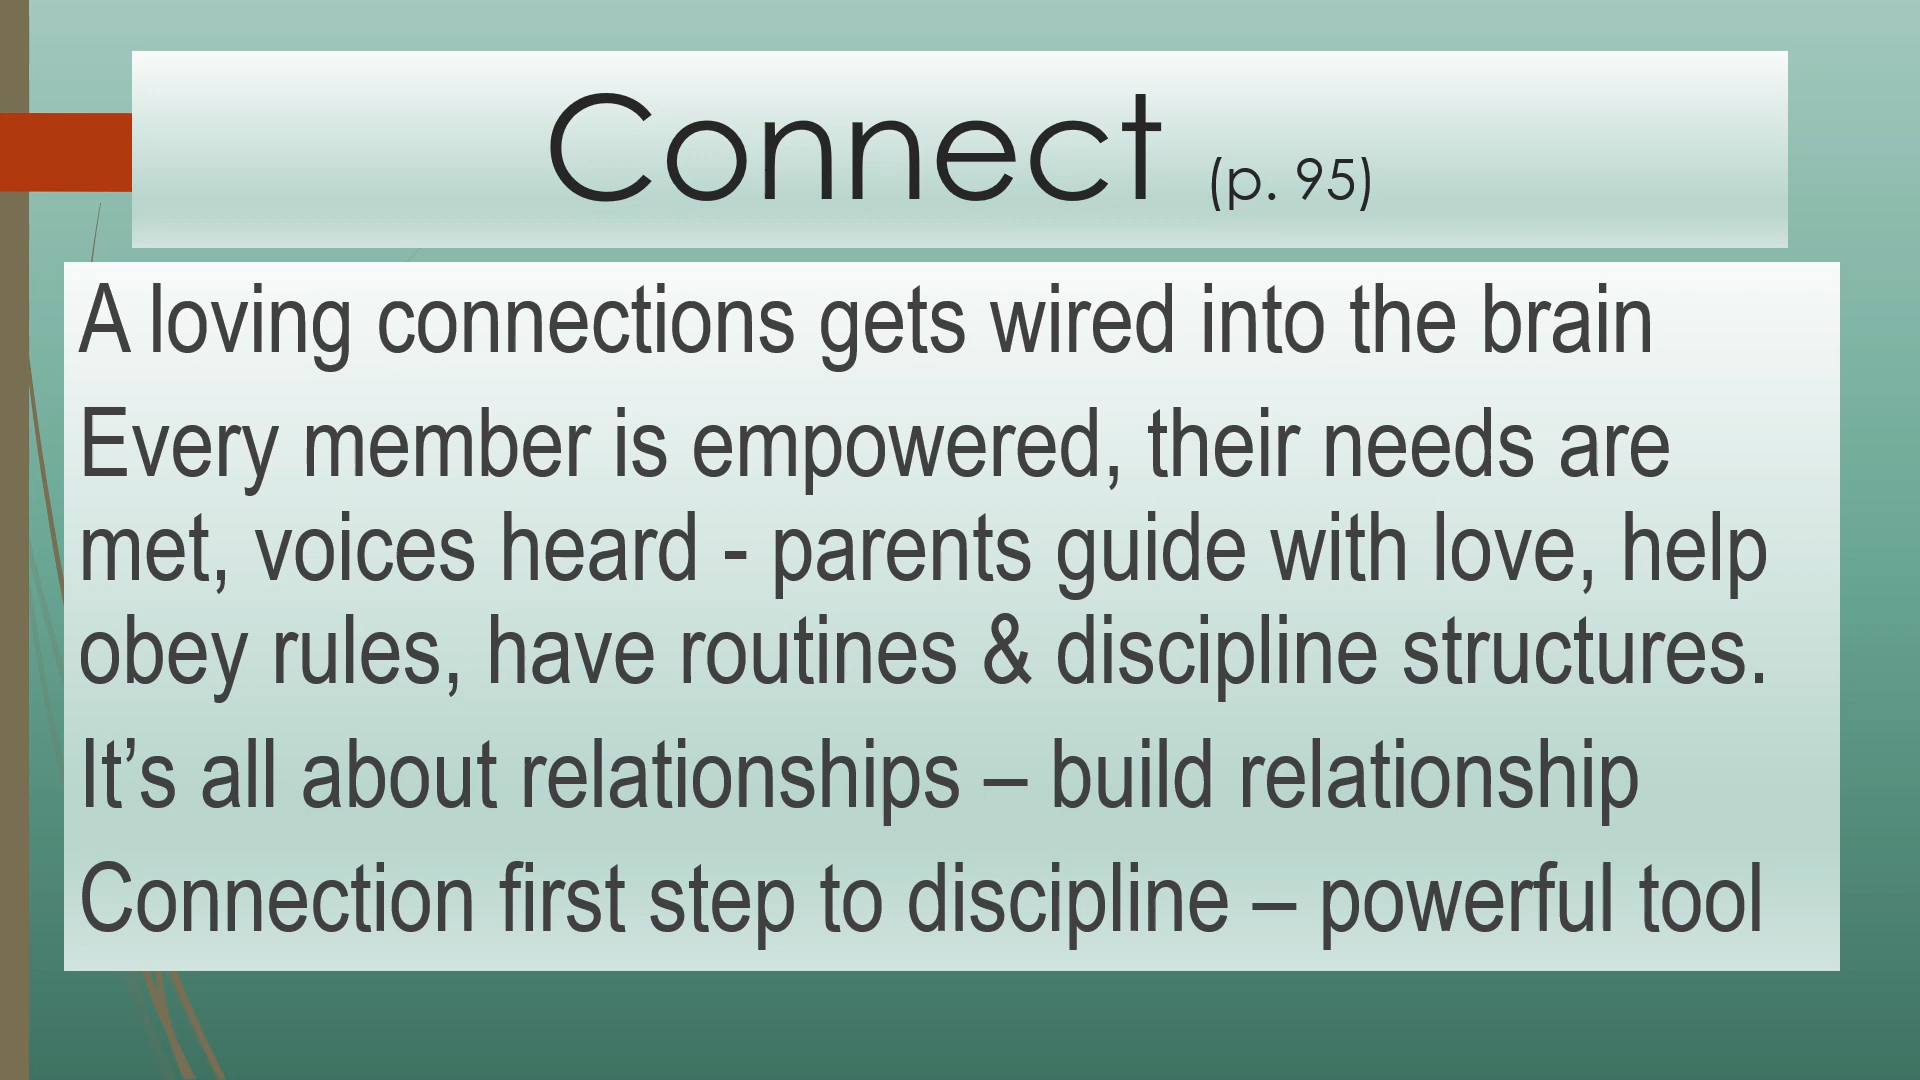 Connect (p. 95)
A loving connections gets wired into the brain
Every member is empowered, their needs are
met, voices heard - parents guide with love, help
obey rules, have routines & discipline structures.
It’s all about relationships – build relationship
Connection first step to discipline – powerful tool